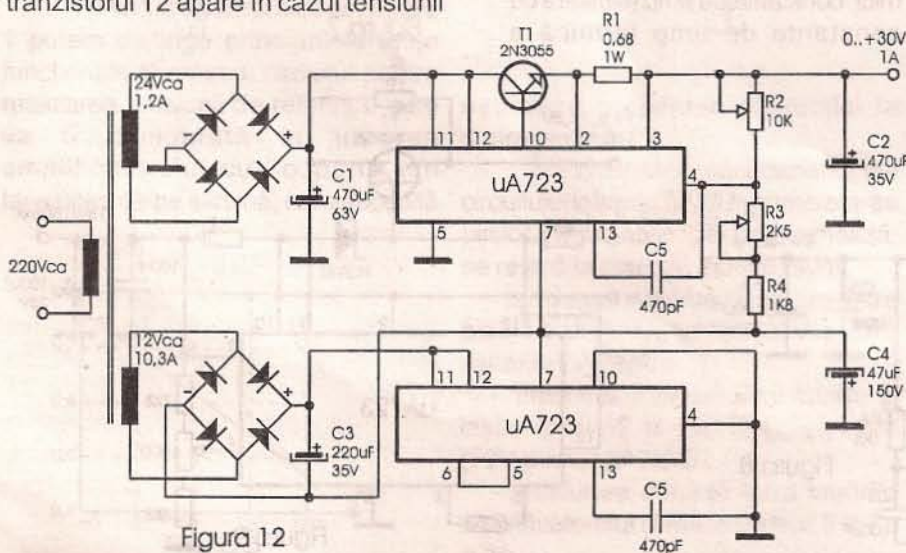 tranzistorul T2 apare în cazul tensiunii
T1
2N3055
R1
0.68
1W
0..+30V
1A
24Vca
1,2A
11 12 10 2 3
R2
10K
C1
470uF
63V
uA723
4
C2
470uF
35V
R3
2K5
5 7 13
220Vca
C5
470pF
R4
1K8
12Vca
10,3A
11 12 7 10
C4
47uF
150V
uA723
4
C3
220uF
35V
6 5 13
C5
470pF
Figura 12